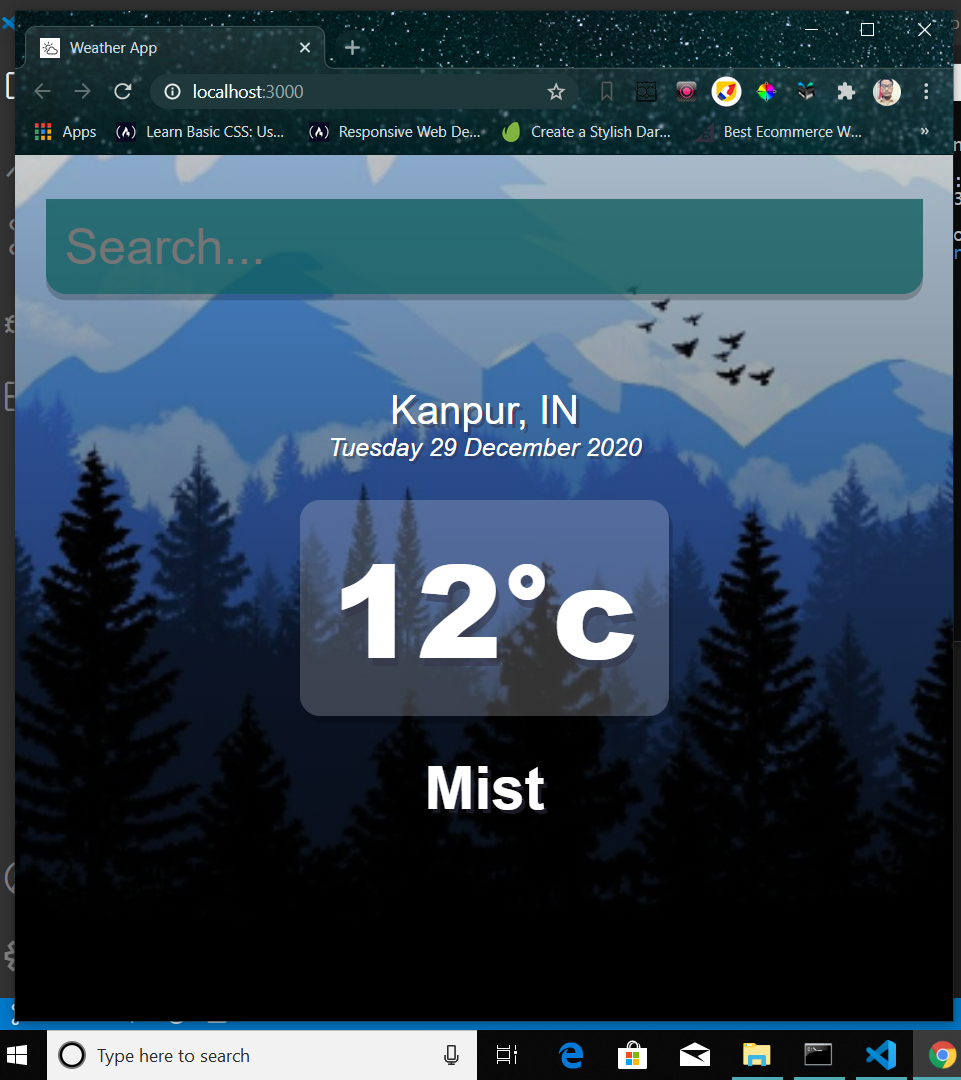 Weather App
localhost:3000
Apps
Learn Basic CSS: Us...
Responsive Web De...
Create a Stylish Dar...
Best Ecommerce W...
»
Search...
Kanpur, IN
Tuesday 29 December 2020
12°c
Mist
Type here to search